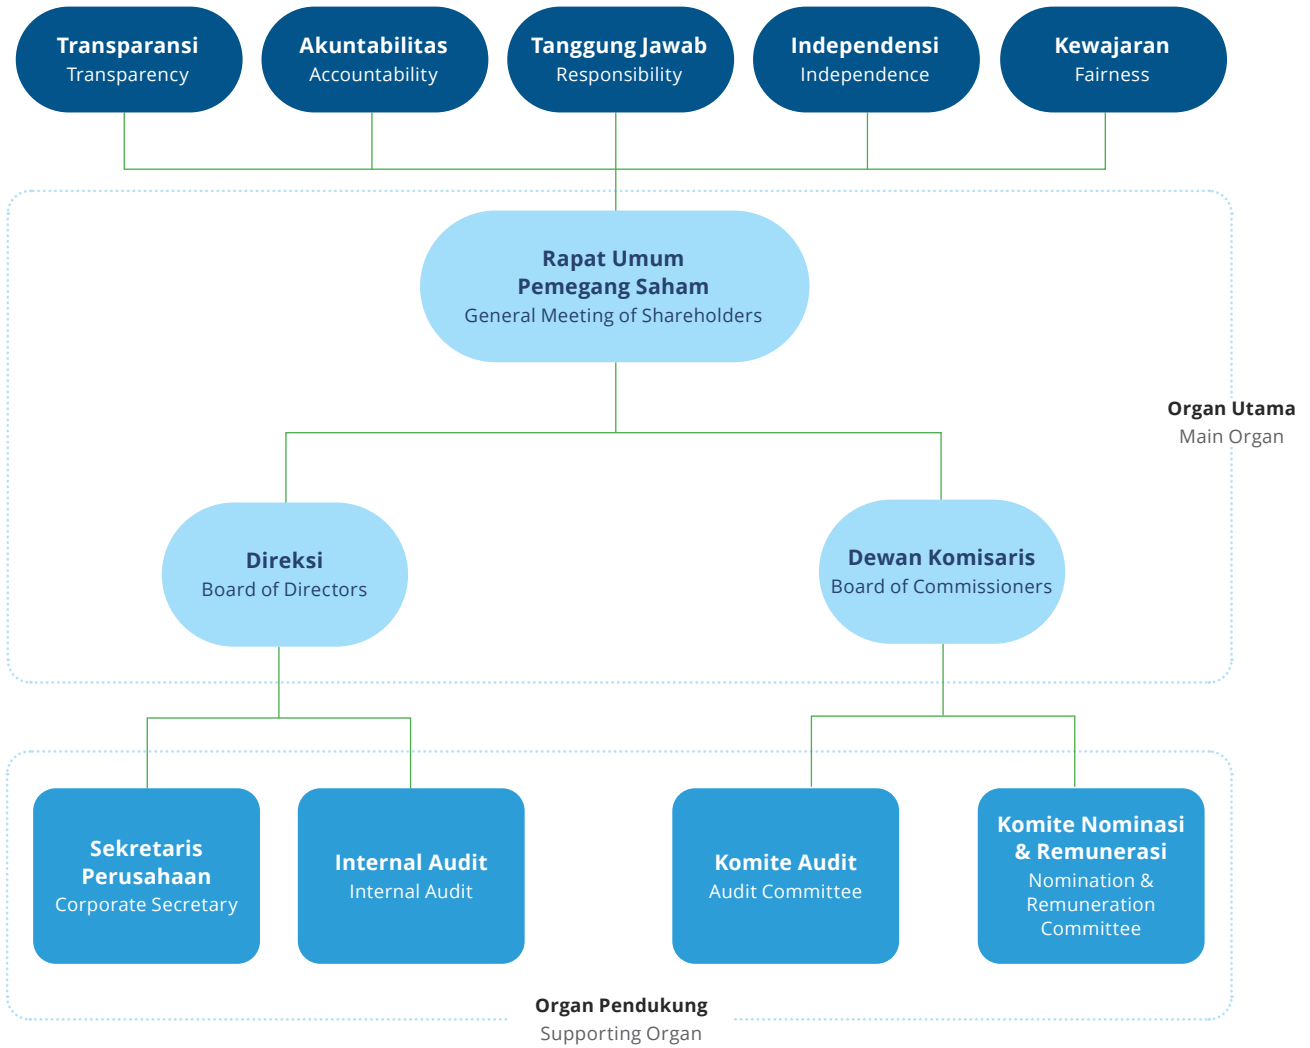 Transparansi
Transparency
Akuntabilitas
Accountability
Tanggung Jawab
Responsibility
Independensi
Independence
Kewajaran
Fairness
Rapat Umum
Pemegang Saham
General Meeting of Shareholders
Organ Utama
Main Organ
Direksi
Board of Directors
Dewan Komisaris
Board of Commissioners
Sekretaris
Perusahaan
Corporate Secretary
Internal Audit
Internal Audit
Komite Audit
Audit Committee
Komite Nominasi
& Remunerasi
Nomination &
Remuneration
Committee
Organ Pendukung
Supporting Organ